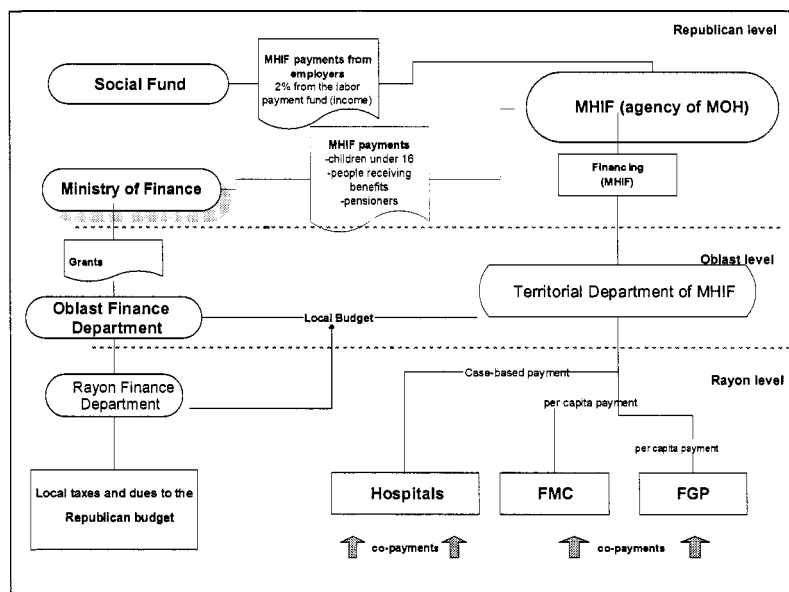 Republican level
MHIF payments from
employers
2% from the labor
payment fund (income)
Social Fund
MHIF (agency of MOH)
MHIF payments
-children under 16
-people receiving
benefits
-pensioners
Financing
(MHIF)
Ministry of Finance
Grants
Oblast level
Territorial Department of MHIF
Oblast Finance
Department
Local Budget
Case-based payment
Rayon level
Rayon Finance
Department
per capita payment
per capita payment
Local taxes and dues to the
Republican budget
Hospitals
FMC
FGP
co-payments
co-payments